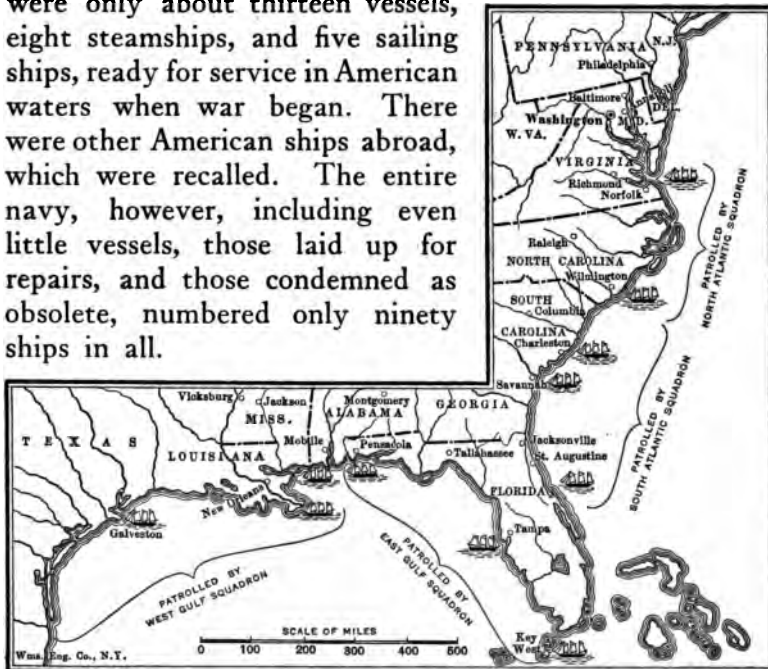 were only about thirteen vessels,
eight steamships, and five sailing
ships, ready for service in American
waters when war began. There
were other American ships abroad,
which were recalled. The entire
navy, however, including even
little vessels, those laid up for
repairs, and those condemned as
obsolete, numbered only ninety
ships in all.
PENNSYLVANIA
N.J.
Philadelphia
Baltimore
Annapolis
DEL.
Washington
MD.
W. VA.
VIRGINIA
Richmond
Norfolk
PATROLLED BY
NORTH ATLANTIC SQUADRON
Raleigh
NORTH CAROLINA
Wilmington
SOUTH
Columbia
CAROLINA
Charleston
Savannah
PATROLLED BY
SOUTH ATLANTIC SQUADRON
Vicksburg
Jackson
MISS.
Montgomery
ALABAMA
GEORGIA
TEXAS
LOUISIANA
Mobile
Pensacola
Tallahassee
Jacksonville
St. Augustine
New Orleans
FLORIDA
Galveston
Tampa
PATROLLED BY
WEST GULF SQUADRON
PATROLLED BY
EAST GULF SQUADRON
SCALE OF MILES
0 100 200 300 400 600
Key
West
Wms. Eng. Co., N.Y.